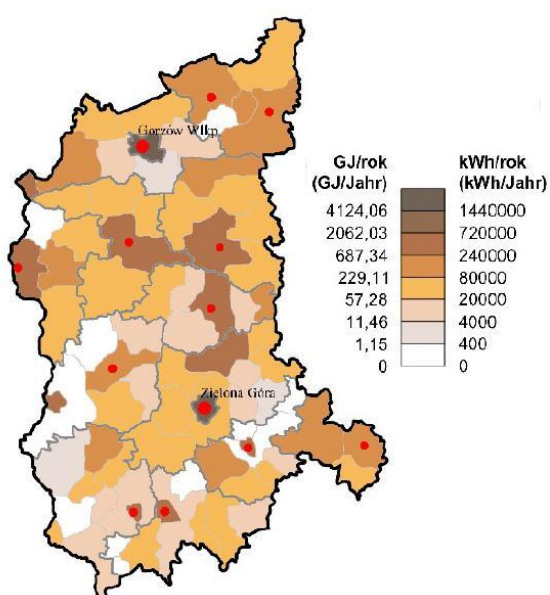 Gorzów Wlkp
Zielona Góra
GJ/rok kWh/rok
(GJ/Jahr) (kWh/Jahr)
4124,06 1440000
2062,03 720000
687,34 240000
229,11 80000
57,28 20000
11,46 4000
1,15 400
0 0